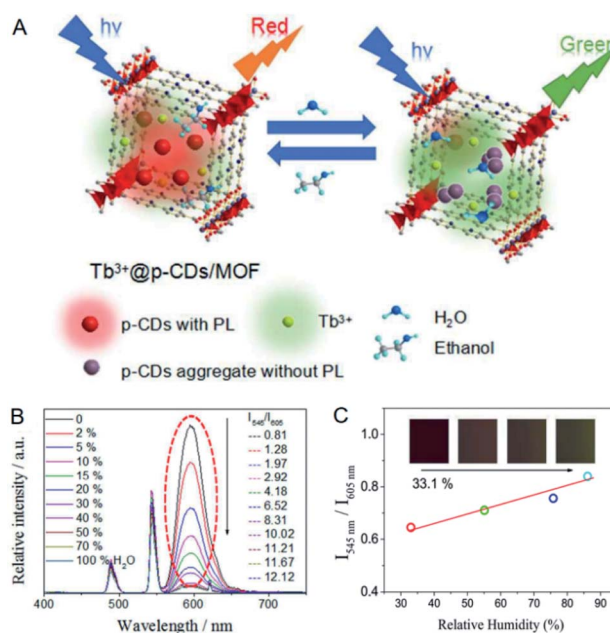 A
hν
Red
hν
Green
Tb³⁺@p-CDs/MOF
p-CDs with PL
Tb³⁺
H₂O
Ethanol
p-CDs aggregate without PL
B
Relative intensity / a.u.
0
2 %
5 %
10 %
15 %
20 %
30 %
40 %
50 %
70 %
100 % H₂O
I₅₄₅/I₆₀₅
0.81
1.28
1.97
2.92
4.18
6.52
8.31
10.02
11.21
11.67
12.12
400 500 600 700
Wavelength / nm
C
I₅₄₅ ₙₘ / I₆₀₅ ₙₘ
1.0
0.8
0.6
0.4
33.1 %
30 40 50 60 70 80 90
Relative Humidity (%)